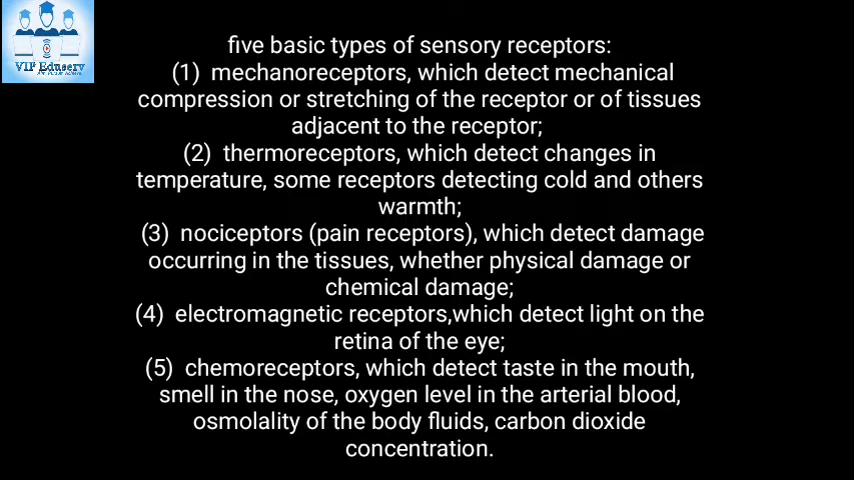 VIP Eduserv
five basic types of sensory receptors:
(1) mechanoreceptors, which detect mechanical
compression or stretching of the receptor or of tissues
adjacent to the receptor;
(2) thermoreceptors, which detect changes in
temperature, some receptors detecting cold and others
warmth;
(3) nociceptors (pain receptors), which detect damage
occurring in the tissues, whether physical damage or
chemical damage;
(4) electromagnetic receptors,which detect light on the
retina of the eye;
(5) chemoreceptors, which detect taste in the mouth,
smell in the nose, oxygen level in the arterial blood,
osmolality of the body fluids, carbon dioxide
concentration.